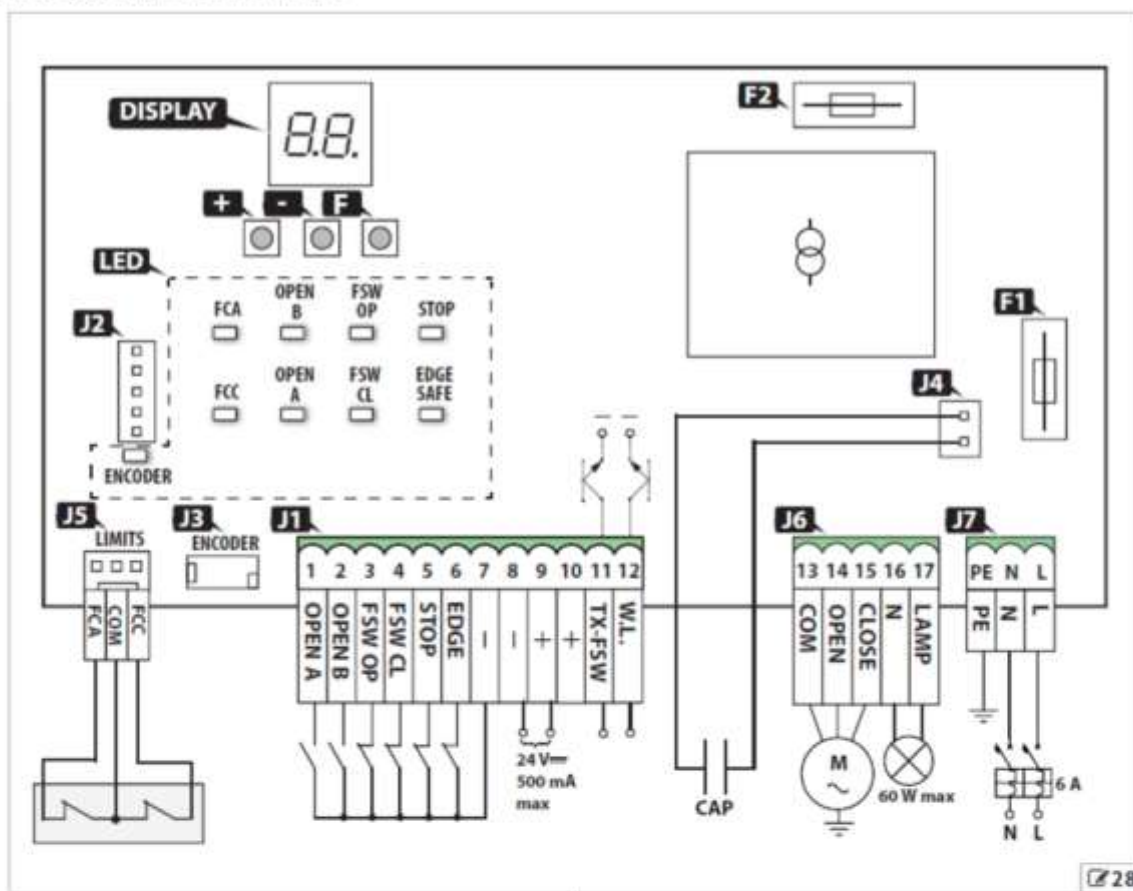 DISPLAY
8.8.
F2
+ - F
LED
FCA
OPEN
B
FSW
OP
STOP
F1
J2
FCC
OPEN
A
FSW
CL
EDGE
SAFE
J4
ENCODER
J5
LIMITS
J3
ENCODER
J1
J6
J7
1 2 3 4 5 6 7 8 9 10 11 12
13 14 15 16 17
PE N L
FCA
COM
FCC
OPEN A
OPEN B
FSW OP
FSW CL
STOP
EDGE
–
–
+
+
TX-FSW
W.L.
COM
OPEN
CLOSE
N
LAMP
PE
N
L
24 V
500 mA
max
CAP
M
~
60 W max
6 A
N L
28